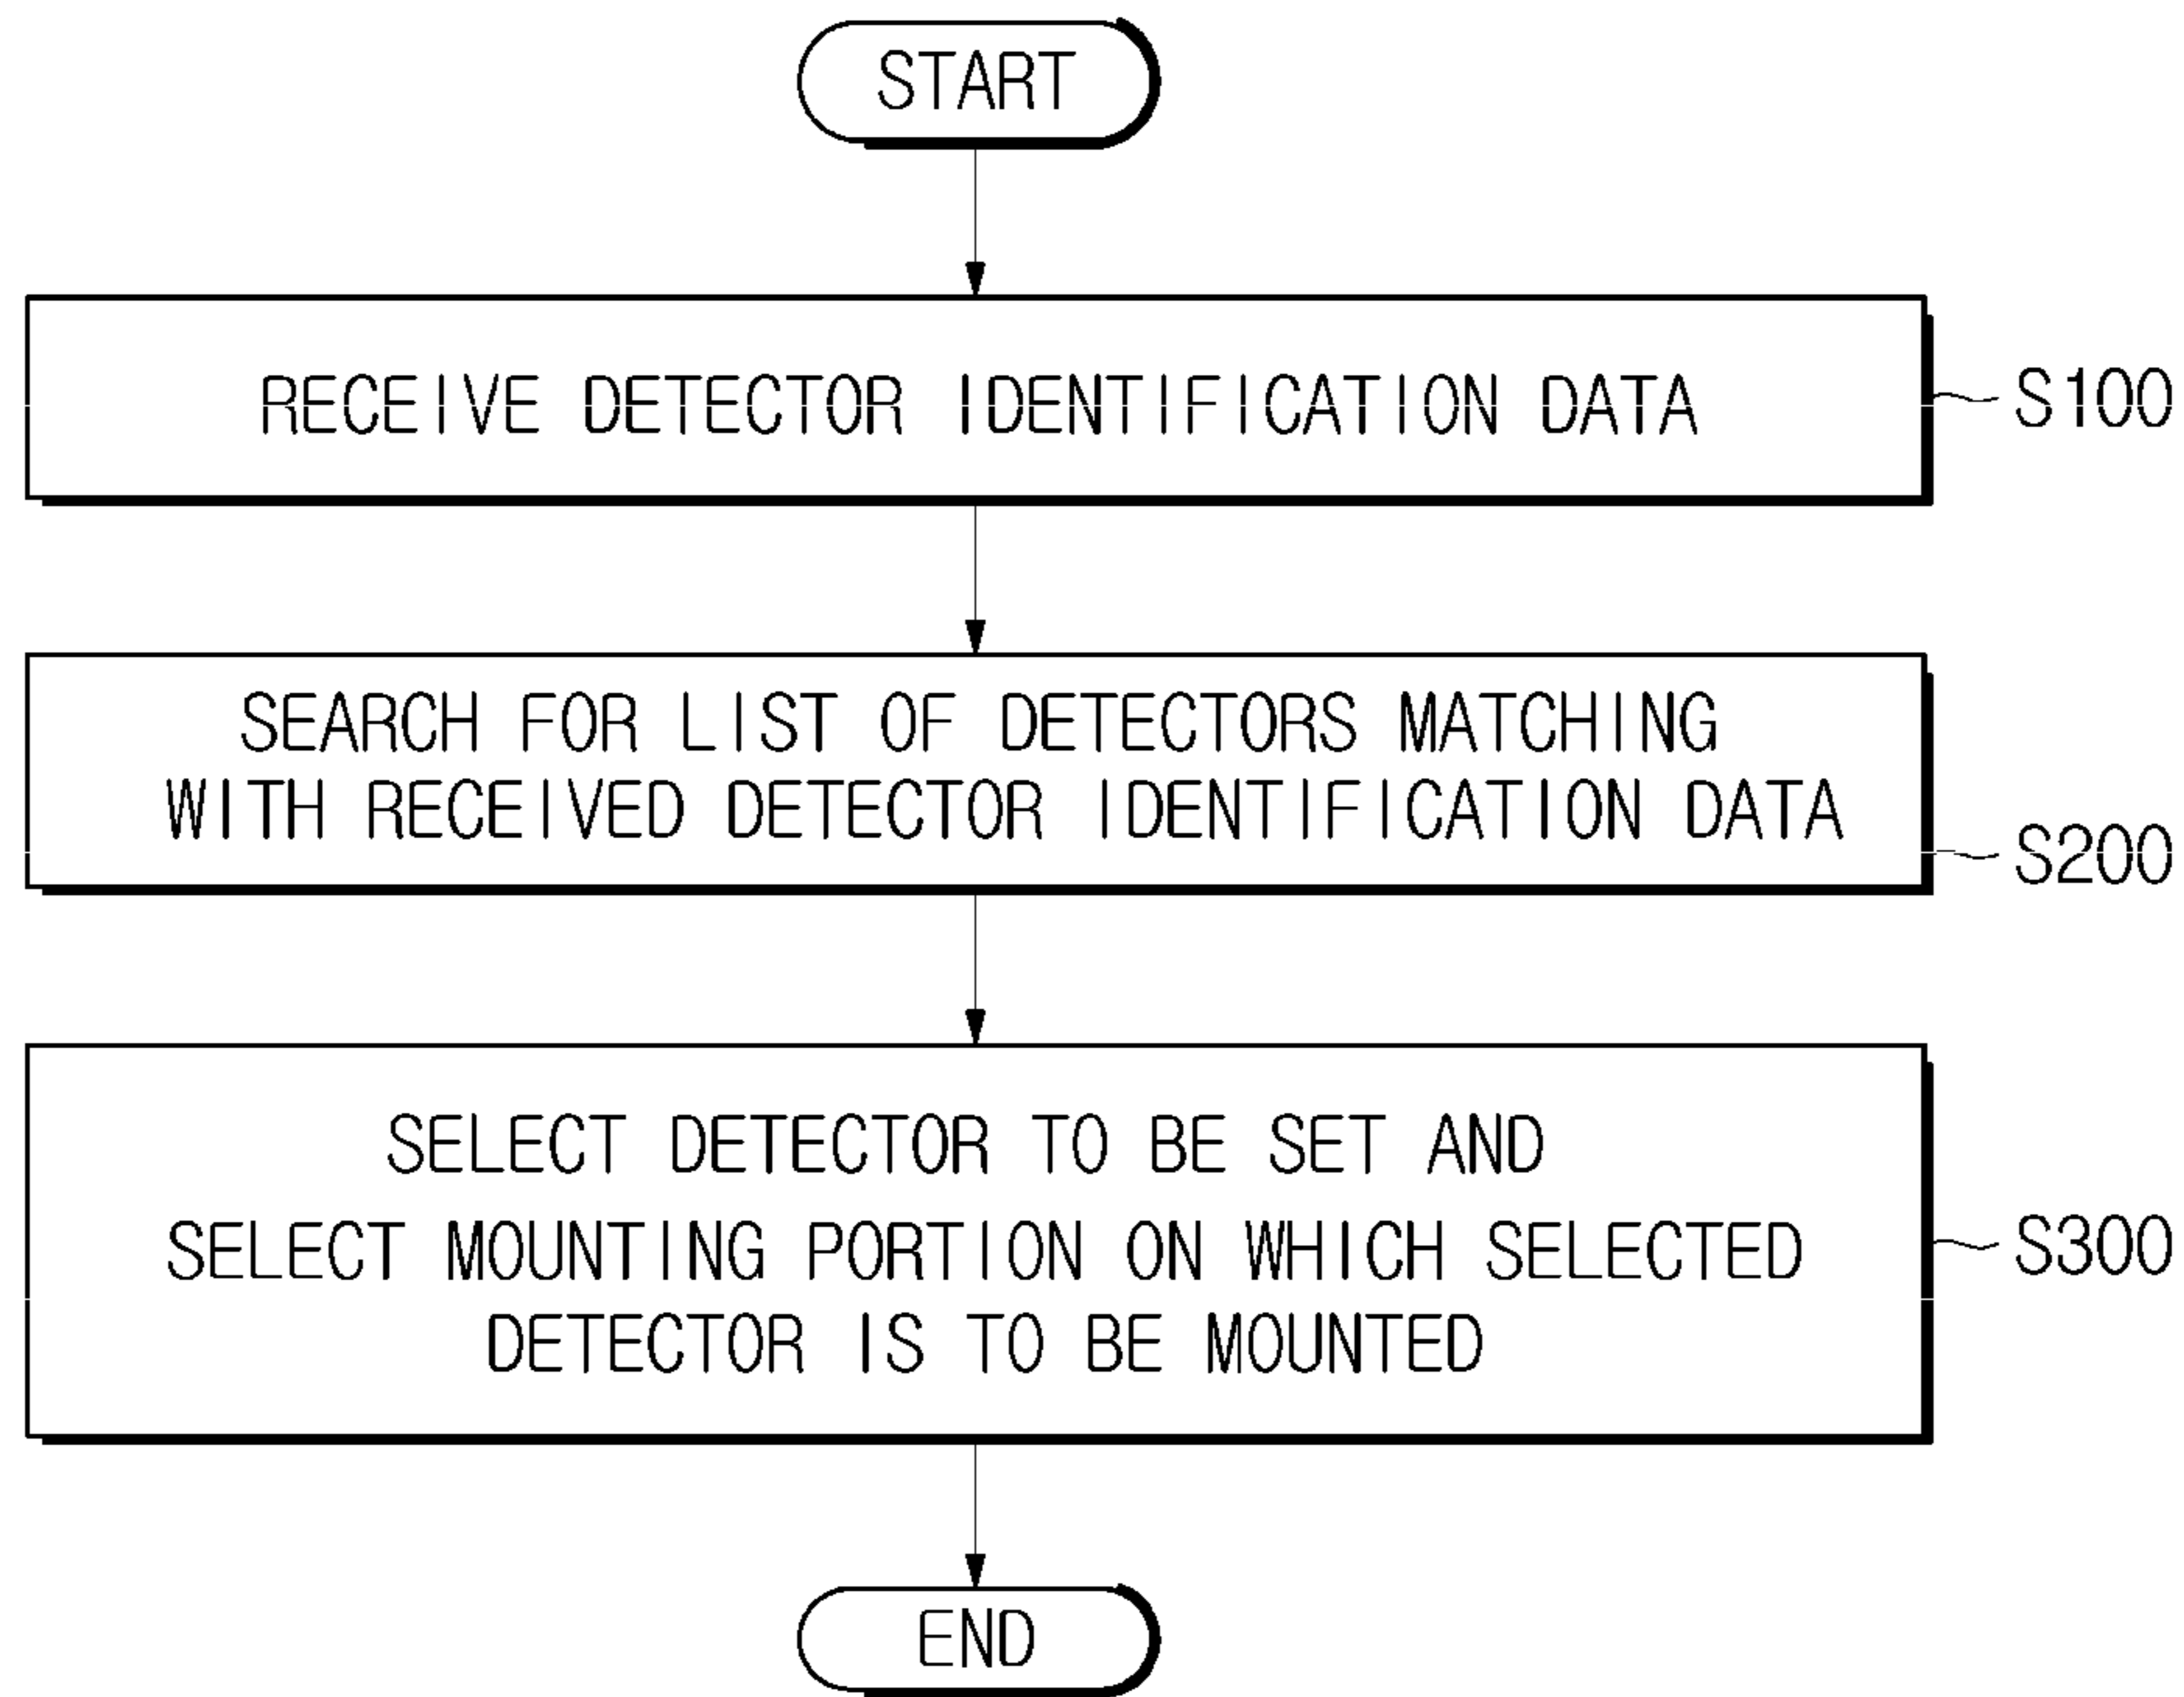 START
RECEIVE DETECTOR IDENTIFICATION DATA
S100
SEARCH FOR LIST OF DETECTORS MATCHING
WITH RECEIVED DETECTOR IDENTIFICATION DATA
S200
SELECT DETECTOR TO BE SET AND
SELECT MOUNTING PORTION ON WHICH SELECTED
DETECTOR IS TO BE MOUNTED
S300
END